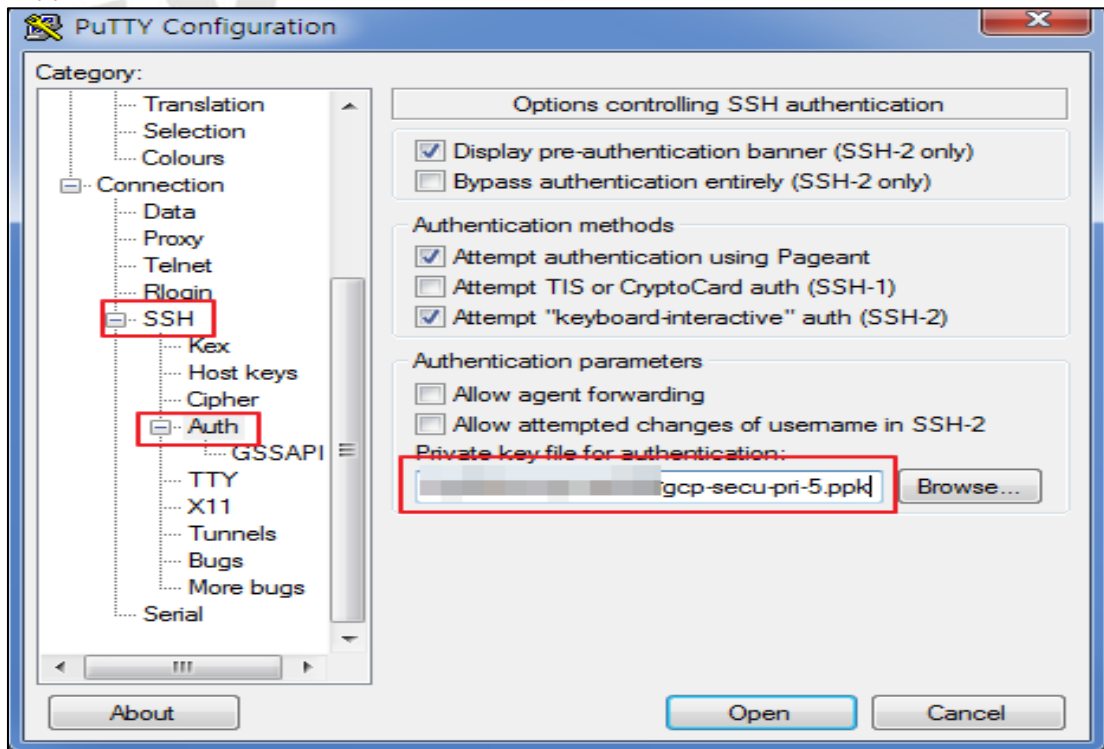 PuTTY Configuration
Category:
Translation
Selection
Colours
Connection
Data
Proxy
Telnet
Rlogin
SSH
Kex
Host keys
Cipher
Auth
GSSAPI
TTY
X11
Tunnels
Bugs
More bugs
Serial
Options controlling SSH authentication
Display pre-authentication banner (SSH-2 only)
Bypass authentication entirely (SSH-2 only)
Authentication methods
Attempt authentication using Pageant
Attempt TIS or CryptoCard auth (SSH-1)
Attempt "keyboard-interactive" auth (SSH-2)
Authentication parameters
Allow agent forwarding
Allow attempted changes of username in SSH-2
Private key file for authentication:
gcp-secu-pri-5.ppk
Browse...
About
Open
Cancel